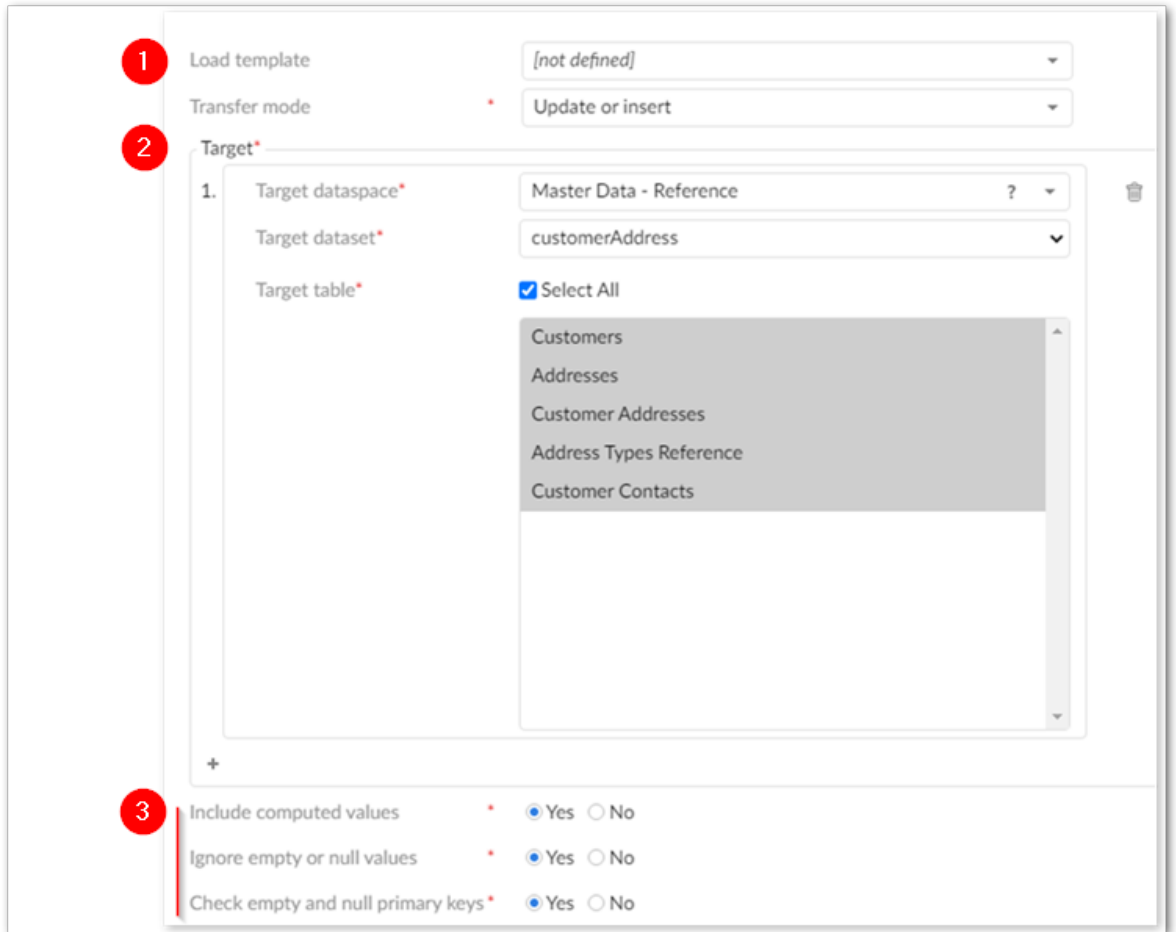 1 Load template [not defined]
Transfer mode * Update or insert
2 Target*
1. Target dataspace* Master Data - Reference ?
Target dataset* customerAddress
Target table* Select All
Customers
Addresses
Customer Addresses
Address Types Reference
Customer Contacts
+
3 Include computed values * Yes No
Ignore empty or null values * Yes No
Check empty and null primary keys * Yes No